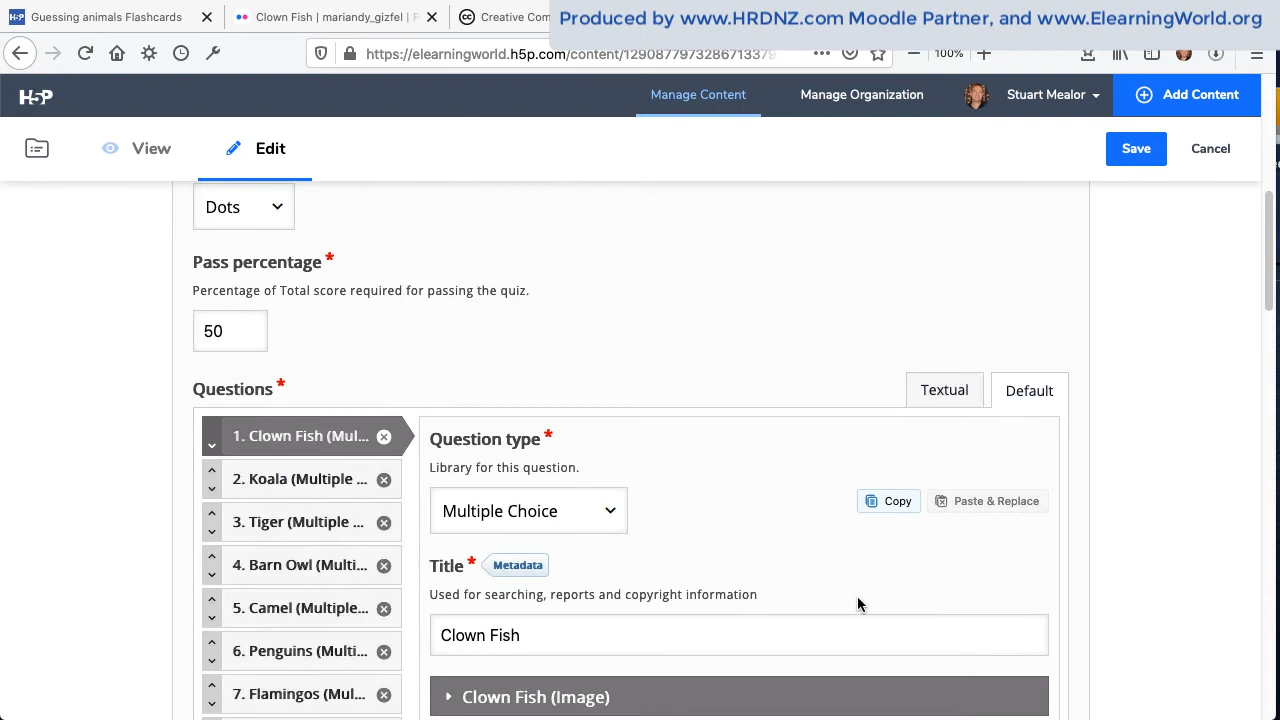 Guessing animals Flashcards
Clown Fish | mariandy_gizfel |
Creative Com
Produced by www.HRDNZ.com Moodle Partner, and www.ElearningWorld.org
https://elearningworld.h5p.com/content/1290877973286713379
100%
H5P
Manage Content
Manage Organization
Stuart Mealor
Add Content
View
Edit
Save
Cancel
Dots
Pass percentage *
Percentage of Total score required for passing the quiz.
50
Questions *
Textual
Default
1. Clown Fish (Mul...
Question type *
Library for this question.
2. Koala (Multiple ...
Multiple Choice
Copy
Paste & Replace
3. Tiger (Multiple ...
4. Barn Owl (Multi...
Title *
Metadata
Used for searching, reports and copyright information
5. Camel (Multiple...
Clown Fish
6. Penguins (Multi...
7. Flamingos (Mul...
Clown Fish (Image)